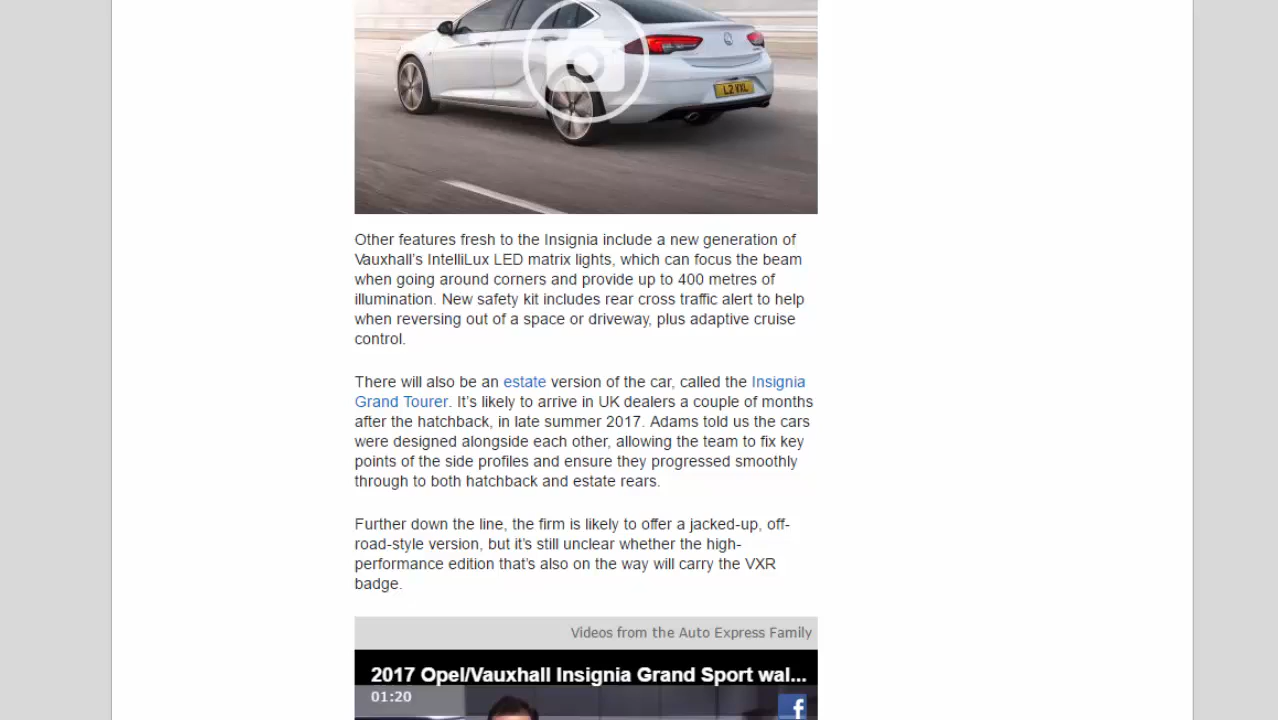 L2 VXL
Other features fresh to the Insignia include a new generation of
Vauxhall's IntelliLux LED matrix lights, which can focus the beam
when going around corners and provide up to 400 metres of
illumination. New safety kit includes rear cross traffic alert to help
when reversing out of a space or driveway, plus adaptive cruise
control.
There will also be an estate version of the car, called the Insignia
Grand Tourer. It’s likely to arrive in UK dealers a couple of months
after the hatchback, in late summer 2017. Adams told us the cars
were designed alongside each other, allowing the team to fix key
points of the side profiles and ensure they progressed smoothly
through to both hatchback and estate rears.
Further down the line, the firm is likely to offer a jacked-up, off-
road-style version, but it’s still unclear whether the high-
performance edition that’s also on the way will carry the VXR
badge.
Videos from the Auto Express Family
2017 Opel/Vauxhall Insignia Grand Sport wal...
01:20
f